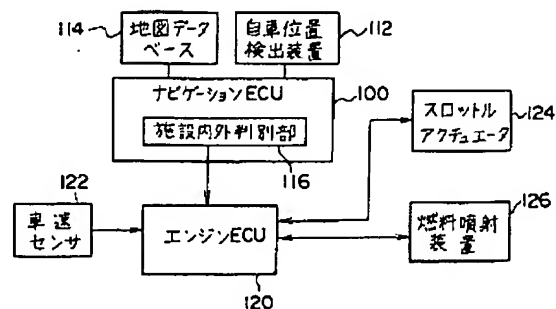 114
地図データ
ベース
自車位置
検出装置
112
ナビゲーションECU
100
施設内外判別部
116
スロットル
アクチュエータ
124
122
車速
センサ
エンジンECU
120
燃料噴射
装置
126